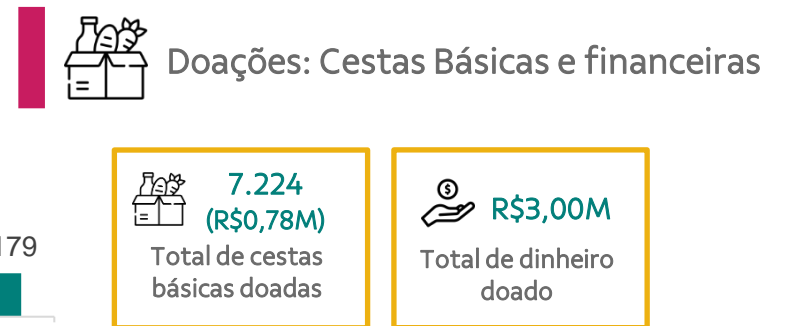 Doações: Cestas Básicas e financeiras
7.224
(R$0,78M)
Total de cestas
básicas doadas
R$3,00M
Total de dinheiro
doado
179